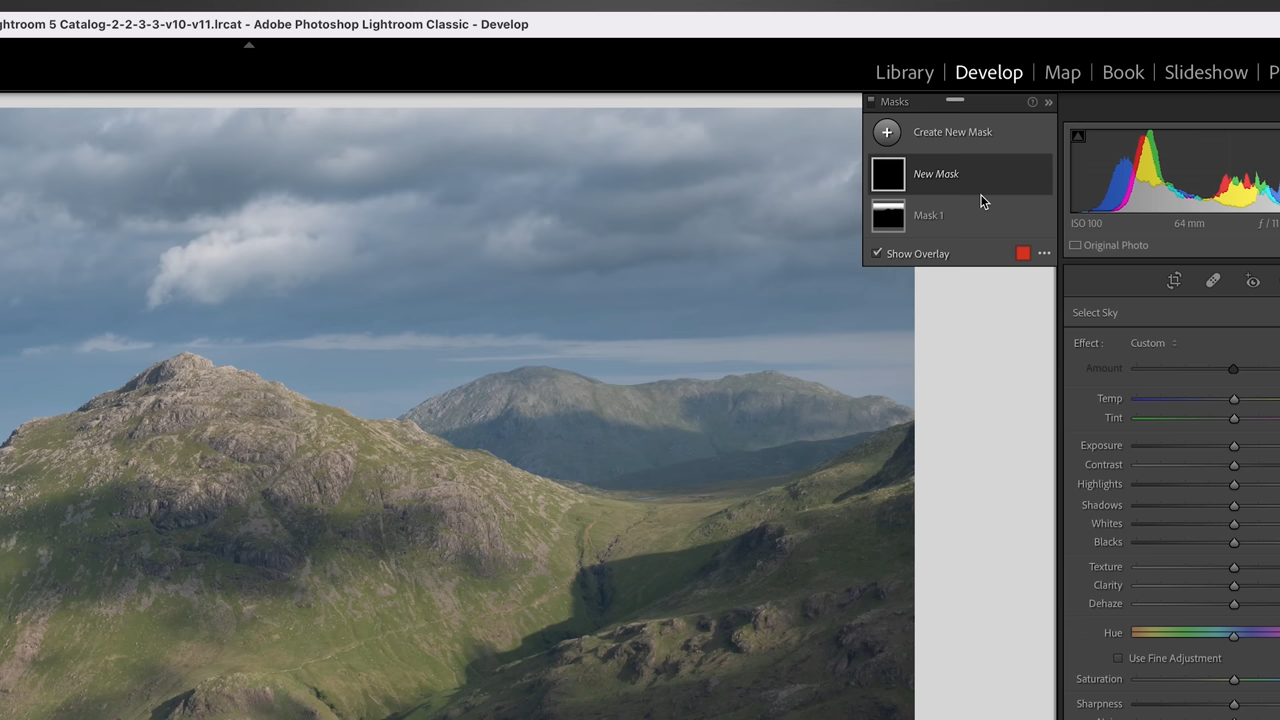 ghtroom 5 Catalog-2-2-3-3-v10-v11.lrcat - Adobe Photoshop Lightroom Classic - Develop
Library | Develop | Map | Book | Slideshow | P
Masks
Create New Mask
New Mask
Mask 1
Show Overlay
ISO 100 64 mm ƒ / 11
Original Photo
Select Sky
Effect : Custom
Amount
Temp
Tint
Exposure
Contrast
Highlights
Shadows
Whites
Blacks
Texture
Clarity
Dehaze
Hue
Use Fine Adjustment
Saturation
Sharpness